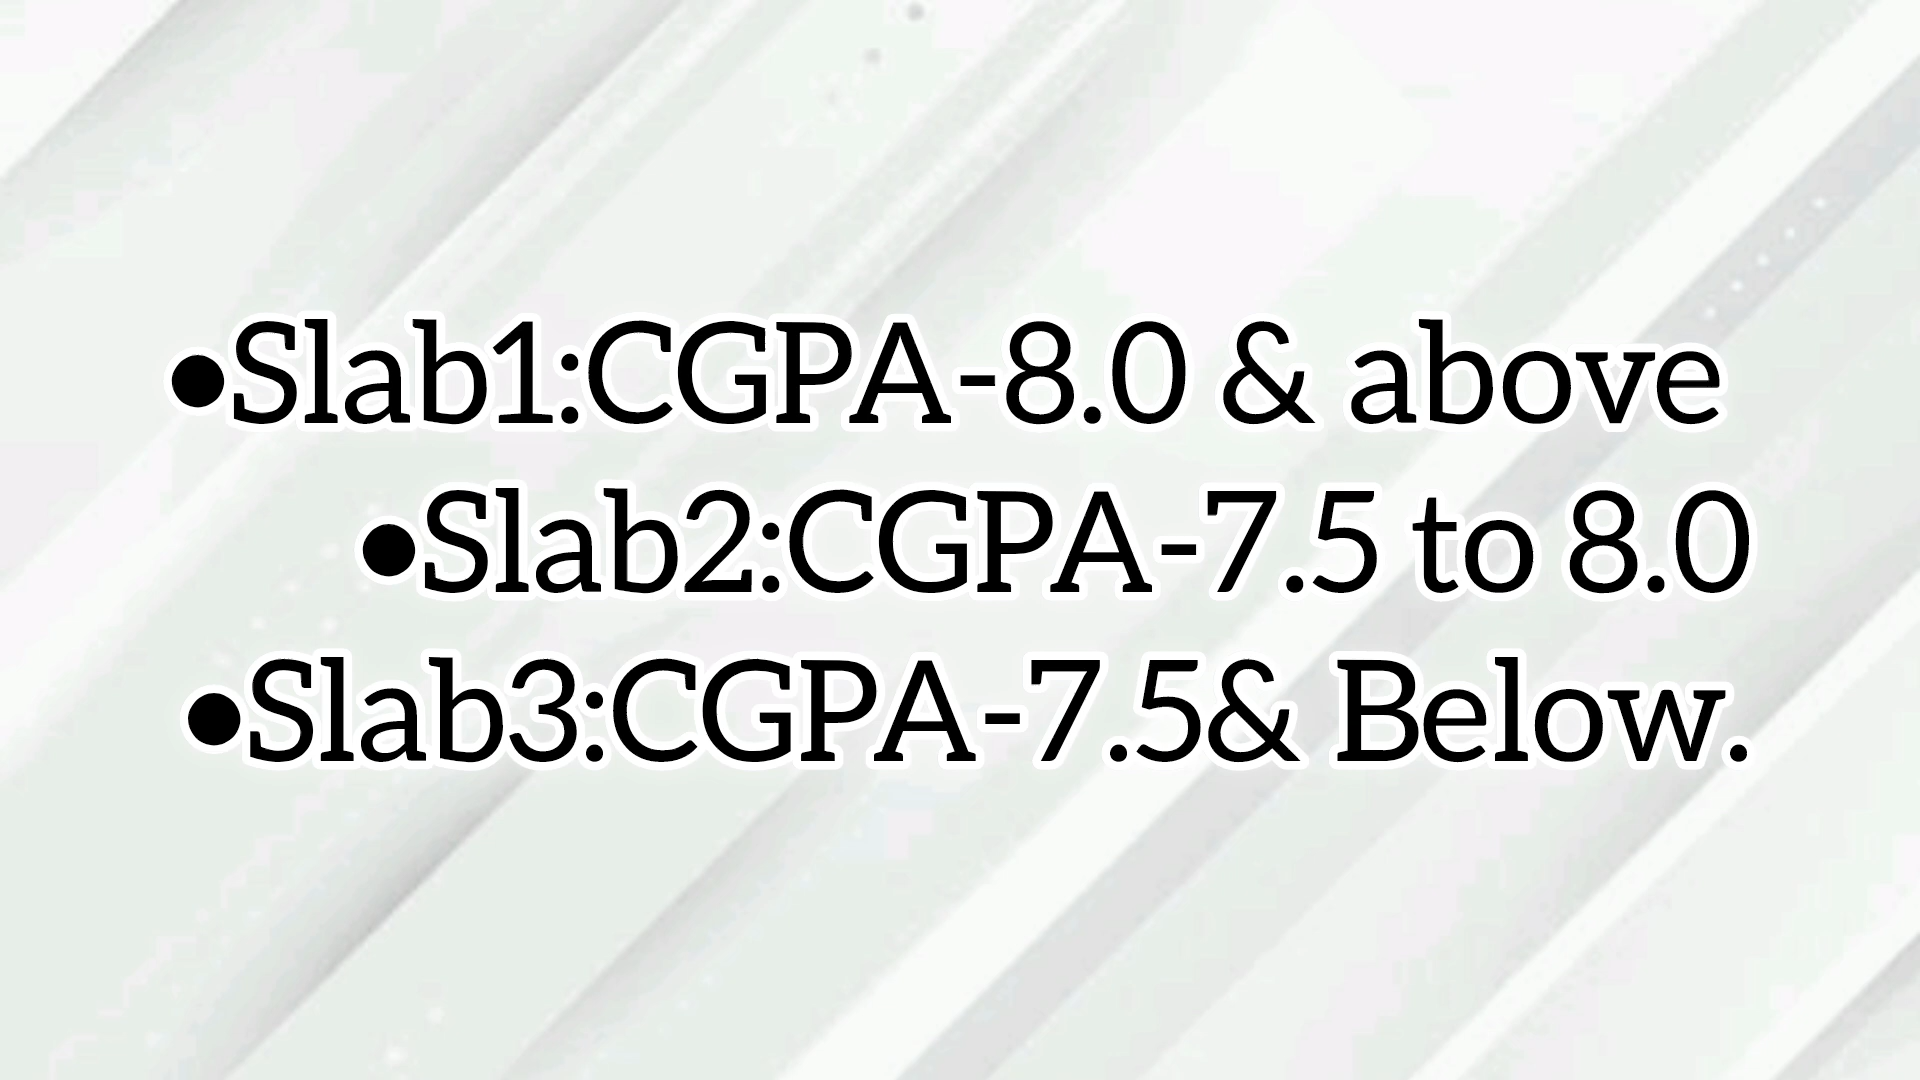 •Slab1:CGPA-8.0 & above
•Slab2:CGPA-7.5 to 8.0
•Slab3:CGPA-7.5& Below.